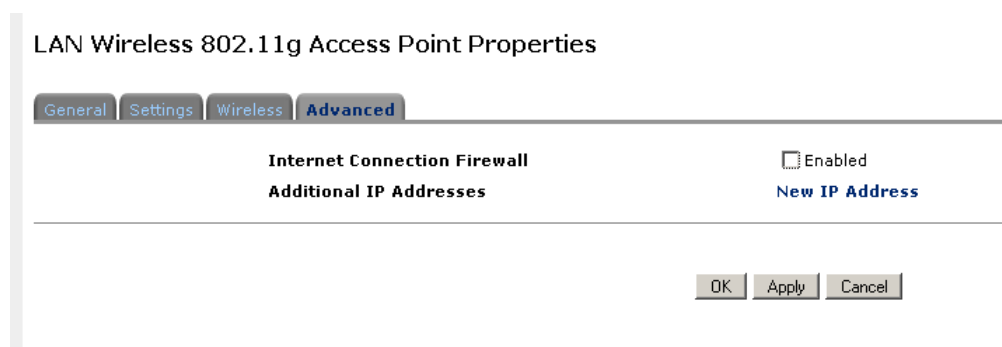 LAN Wireless 802.11g Access Point Properties
General Settings Wireless Advanced
Internet Connection Firewall Enabled
Additional IP Addresses New IP Address
OK Apply Cancel